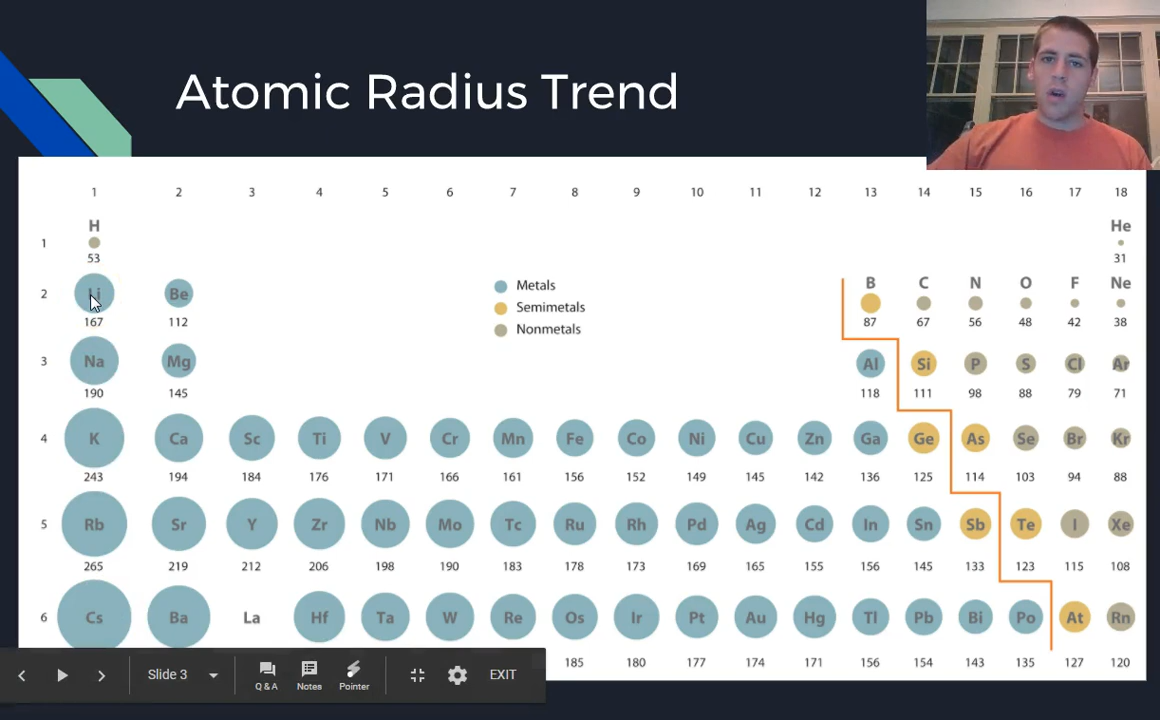 Atomic Radius Trend
1 2 3 4 5 6 7 8 9 10 11 12 13 14 15 16 17 18
H He
1
53 31
Li Be Metals B C N O F Ne
2 Semimetals
167 112 Nonmetals 87 67 56 48 42 38
3 Na Mg Al Si P S Cl Ar
190 145 118 111 98 88 79 71
4 K Ca Sc Ti V Cr Mn Fe Co Ni Cu Zn Ga Ge As Se Br Kr
243 194 184 176 171 166 161 156 152 149 145 142 136 125 114 103 94 88
5 Rb Sr Y Zr Nb Mo Tc Ru Rh Pd Ag Cd In Sn Sb Te I Xe
265 219 212 206 198 190 183 178 173 169 165 155 156 145 133 123 115 108
6 Cs Ba La Hf Ta W Re Os Ir Pt Au Hg Tl Pb Bi Po At Rn
185 180 177 174 171 156 154 143 135 127 120
Slide 3 Q & A Notes Pointer EXIT